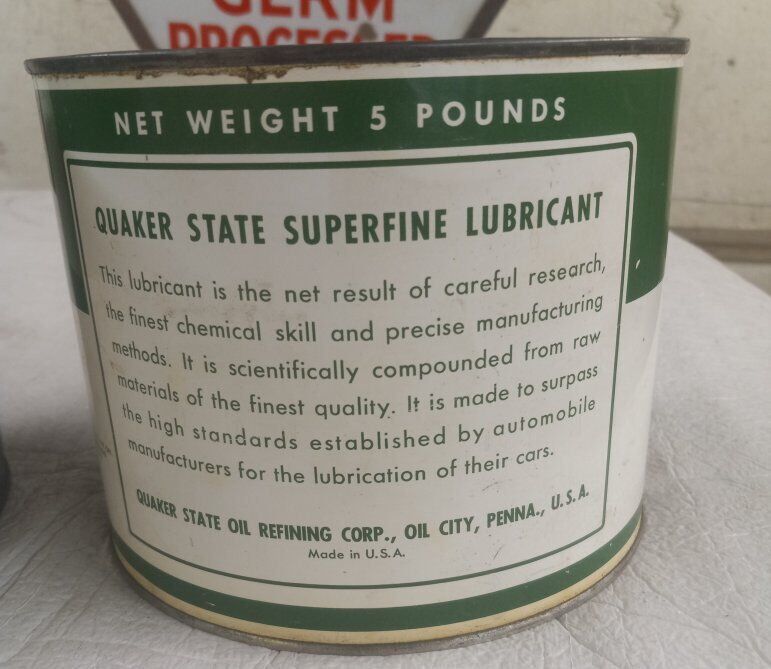 GERM
PROCESSED
NET WEIGHT 5 POUNDS
QUAKER STATE SUPERFINE LUBRICANT
This lubricant is the net result of careful research,
the finest chemical skill and precise manufacturing
methods. It is scientifically compounded from raw
materials of the finest quality. It is made to surpass
the high standards established by automobile
manufacturers for the lubrication of their cars.
QUAKER STATE OIL REFINING CORP., OIL CITY, PENNA., U.S.A.
Made in U.S.A.